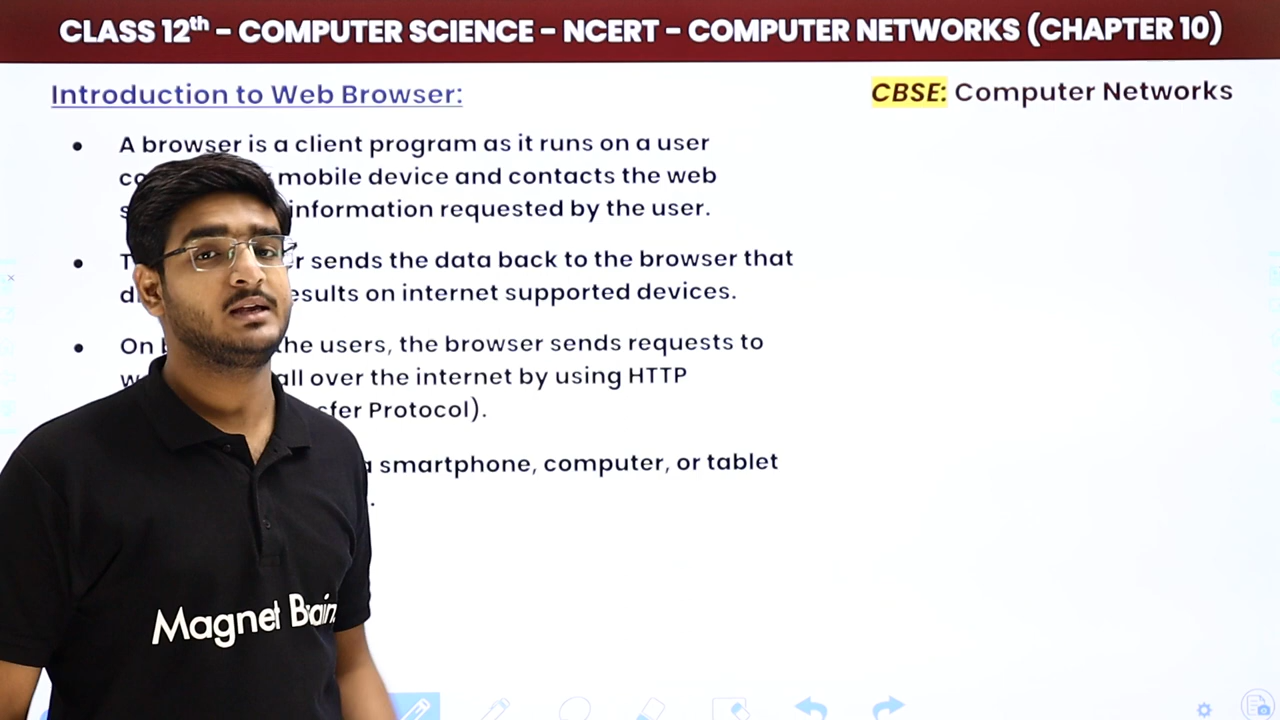 CLASS 12th – COMPUTER SCIENCE – NCERT – COMPUTER NETWORKS (CHAPTER 10)
Introduction to Web Browser:
CBSE: Computer Networks
A browser is a client program as it runs on a user
mobile device and contacts the web
information requested by the user.
sends the data back to the browser that
on internet supported devices.
On the users, the browser sends requests to
all over the internet by using HTTP
Protocol).
smartphone, computer, or tablet
Magnet Brain